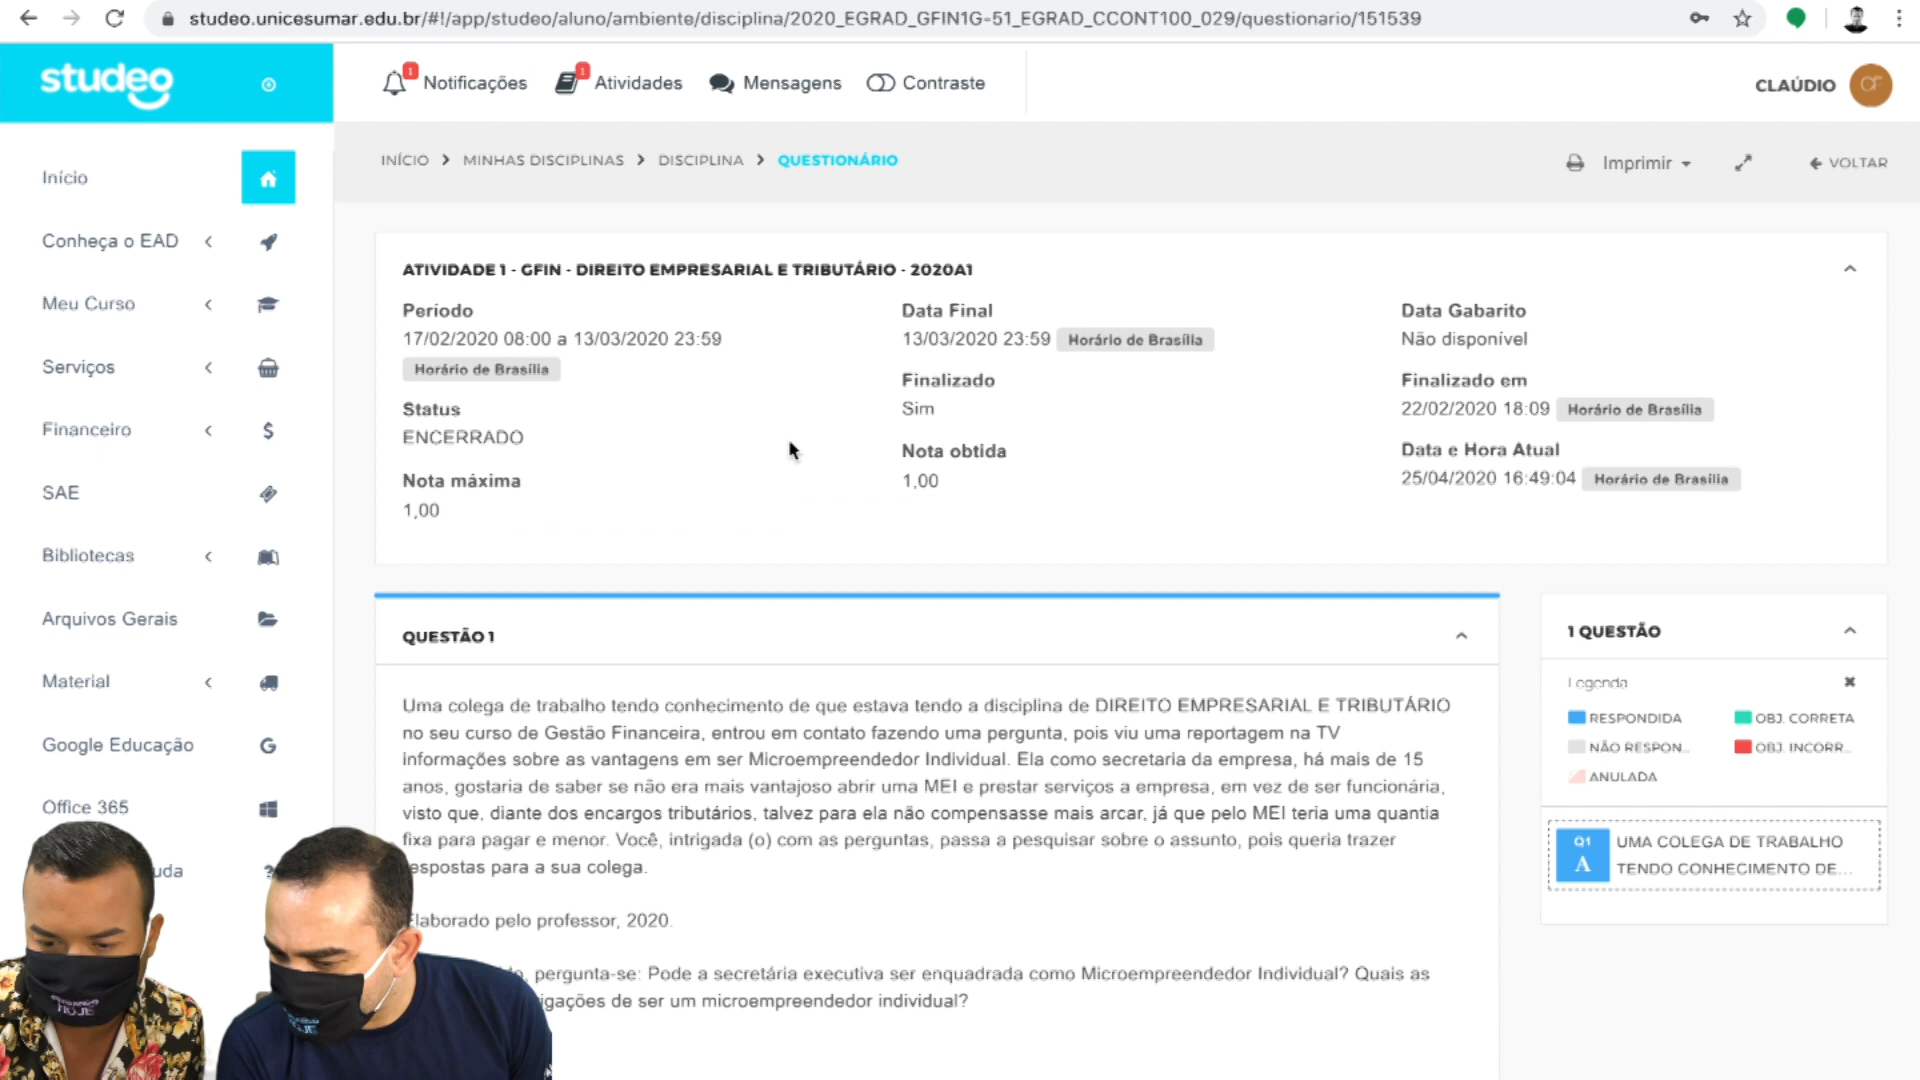 studeo.unicesumar.edu.br/#!/app/studeo/aluno/ambiente/disciplina/2020_EGRAD_GFIN1G-51_EGRAD_CCONT100_029/questionario/151539
studeo
1 Notificações 1 Atividades Mensagens Contraste
CLAÚDIO CF
INÍCIO > MINHAS DISCIPLINAS > DISCIPLINA > QUESTIONÁRIO
Imprimir
VOLTAR
Início
Conheça o EAD
Meu Curso
Serviços
Financeiro
SAE
Bibliotecas
Arquivos Gerais
Material
Google Educação
Office 365
uda
ATIVIDADE 1 - GFIN - DIREITO EMPRESARIAL E TRIBUTÁRIO - 2020A1
Período
17/02/2020 08:00 a 13/03/2020 23:59
Horário de Brasília
Status
ENCERRADO
Nota máxima
1,00
Data Final
13/03/2020 23:59 Horário de Brasília
Finalizado
Sim
Nota obtida
1,00
Data Gabarito
Não disponível
Finalizado em
22/02/2020 18:09 Horário de Brasília
Data e Hora Atual
25/04/2020 16:49:04 Horário de Brasília
QUESTÃO 1
Uma colega de trabalho tendo conhecimento de que estava tendo a disciplina de DIREITO EMPRESARIAL E TRIBUTÁRIO
no seu curso de Gestão Financeira, entrou em contato fazendo uma pergunta, pois viu uma reportagem na TV
informações sobre as vantagens em ser Microempreendedor Individual. Ela como secretaria da empresa, há mais de 15
anos, gostaria de saber se não era mais vantajoso abrir uma MEI e prestar serviços a empresa, em vez de ser funcionária,
visto que, diante dos encargos tributários, talvez para ela não compensasse mais arcar, já que pelo MEI teria uma quantia
fixa para pagar e menor. Você, intrigada (o) com as perguntas, passa a pesquisar sobre o assunto, pois queria trazer
espostas para a sua colega.
Elaborado pelo professor, 2020.
pergunta-se: Pode a secretária executiva ser enquadrada como Microempreendedor Individual? Quais as
igações de ser um microempreendedor individual?
1 QUESTÃO
Legenda
RESPONDIDA
OBJ. CORRETA
NÃO RESPON...
OBJ. INCORR...
ANULADA
Q1
A
UMA COLEGA DE TRABALHO
TENDO CONHECIMENTO DE...
HOJE